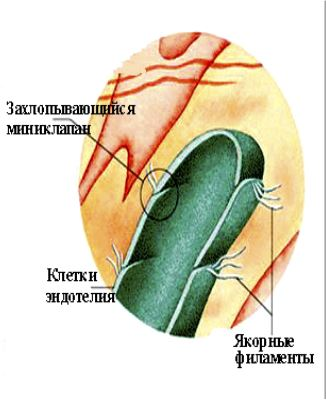 Захлопывающийся
миниклапан
Клетки
эндотелия
Якорные
филаменты